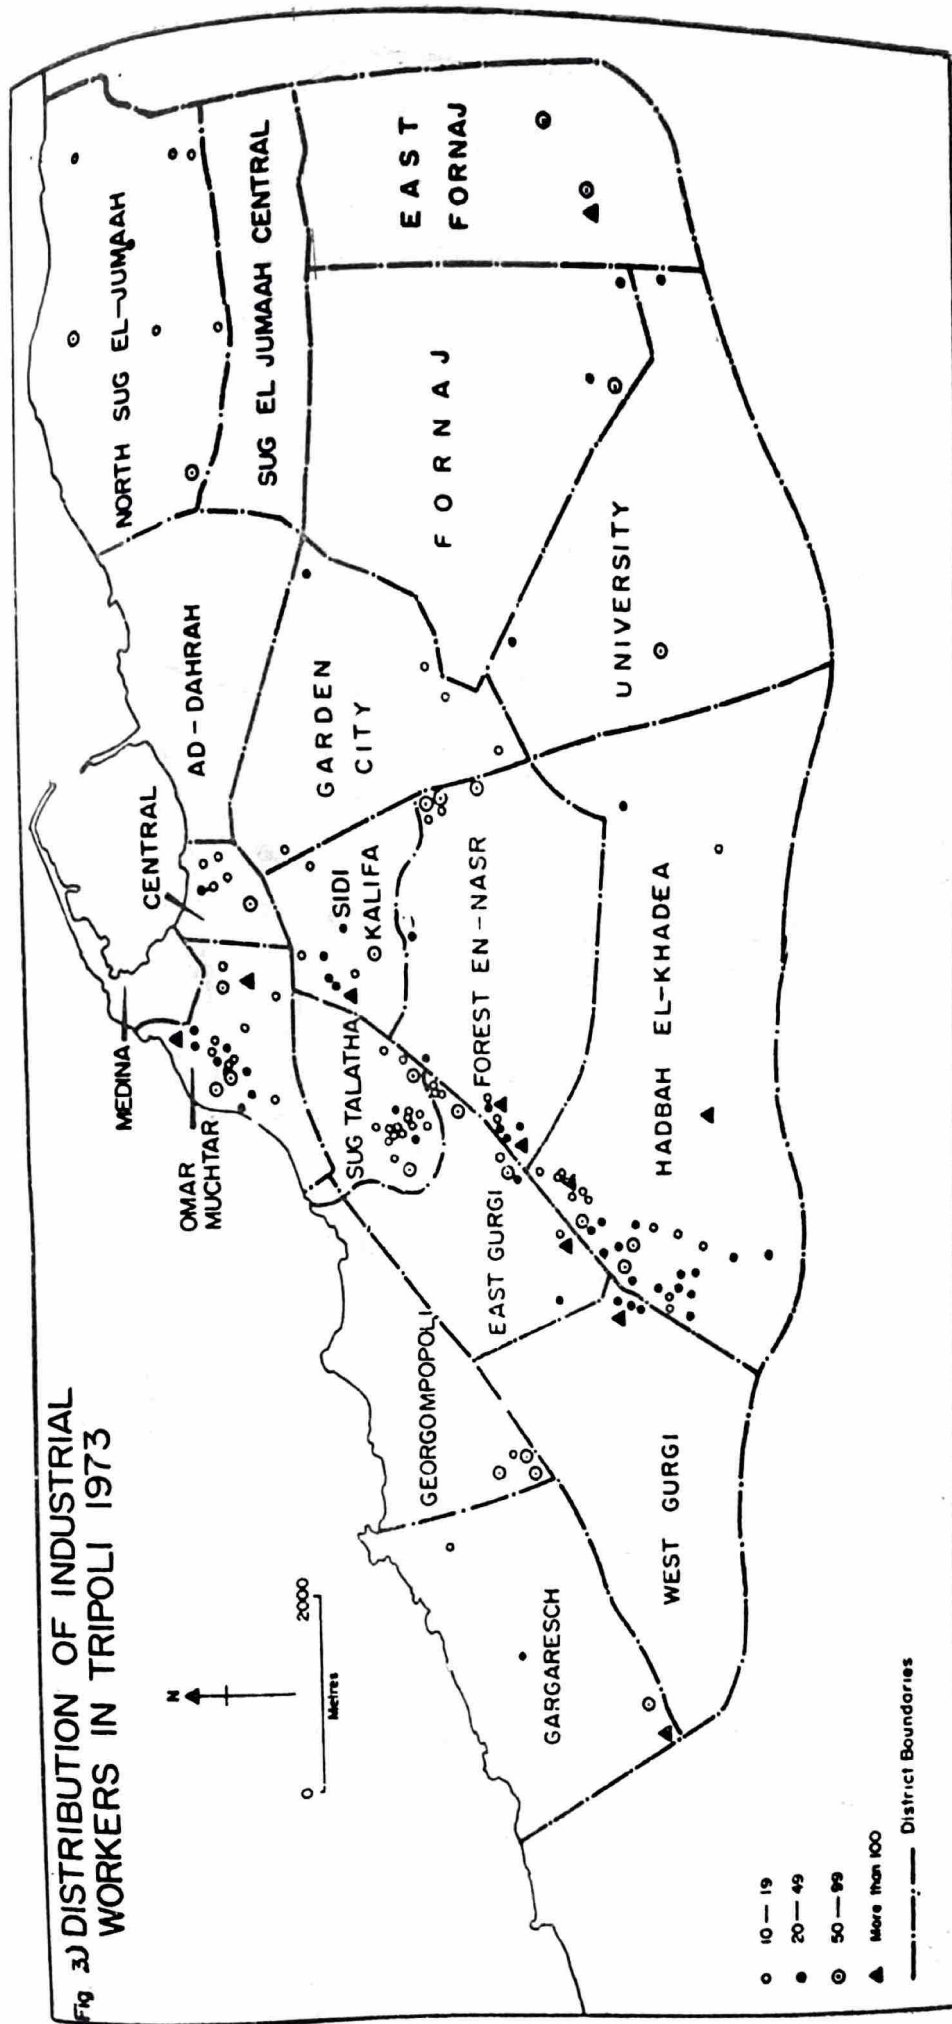 Fig 3) DISTRIBUTION OF INDUSTRIAL
WORKERS IN TRIPOLI 1973
N
0 2000
Metres
MEDINA
CENTRAL
OMAR
MUCHTAR
AD-DAHRAH
NORTH SUG EL-JUMAAH
SUG EL JUMAAH CENTRAL
EAST
FORNAJ
FORNAJ
GARDEN
CITY
SIDI
KALIFA
SUG TALATHA
FOREST EN-NASR
UNIVERSITY
GEORGOMPOPOLI
EAST GURGI
HADBAH EL-KHADEA
GARGARESCH
WEST GURGI
10—19
20—49
50—99
More than 100
District Boundaries